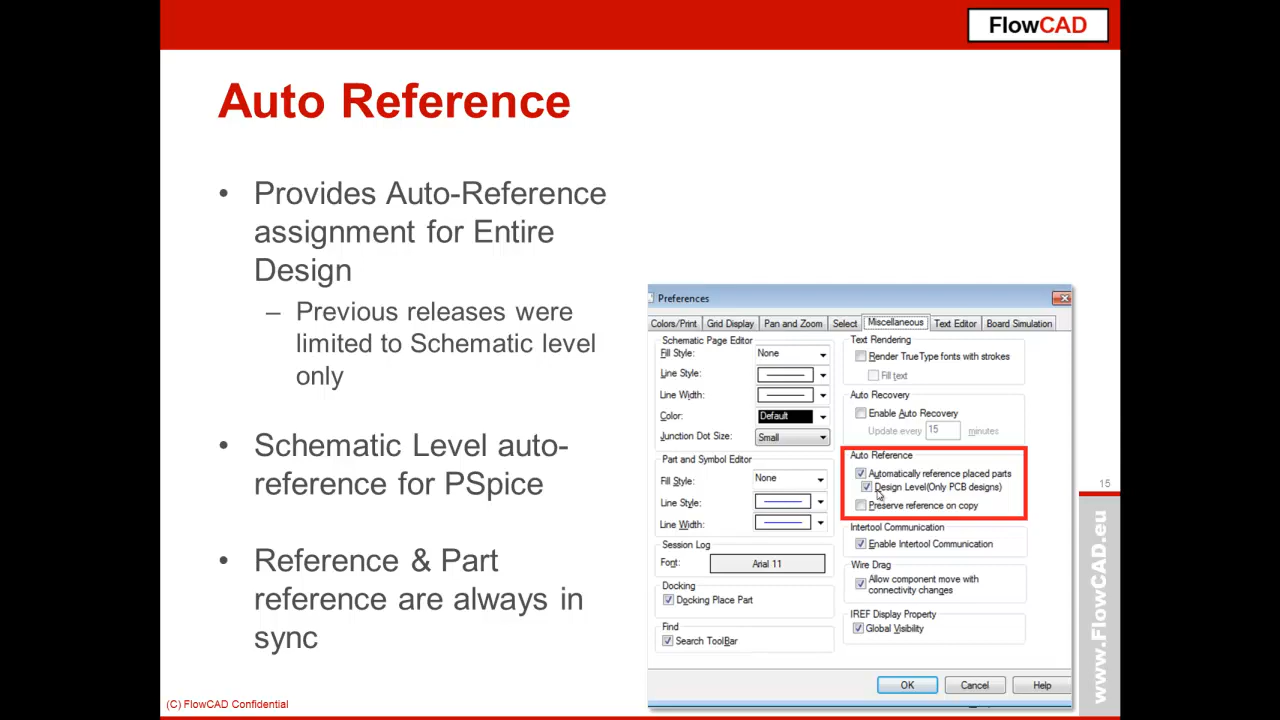 FlowCAD
Auto Reference
• Provides Auto-Reference
assignment for Entire
Design
– Previous releases were
limited to Schematic level
only
• Schematic Level auto-
reference for PSpice
• Reference & Part
reference are always in
sync
Preferences
Colors/Print Grid Display Pan and Zoom Select Miscellaneous Text Editor Board Simulation
Schematic Page Editor
Fill Style: None
Line Style:
Line Width:
Color: Default
Junction Dot Size: Small
Part and Symbol Editor
Fill Style: None
Line Style:
Line Width:
Session Log
Font: Arial 11
Docking
Docking Place Part
Find
Search ToolBar
Text Rendering
Render TrueType fonts with strokes
Fill text
Auto Recovery
Enable Auto Recovery
Update every 15 minutes
Auto Reference
Automatically reference placed parts
Design Level(Only PCB designs)
Preserve reference on copy
Intertool Communication
Enable Intertool Communication
Wire Drag
Allow component move with
connectivity changes
IREF Display Property
Global Visibility
OK Cancel Help
15
www.FlowCAD.eu
(C) FlowCAD Confidential